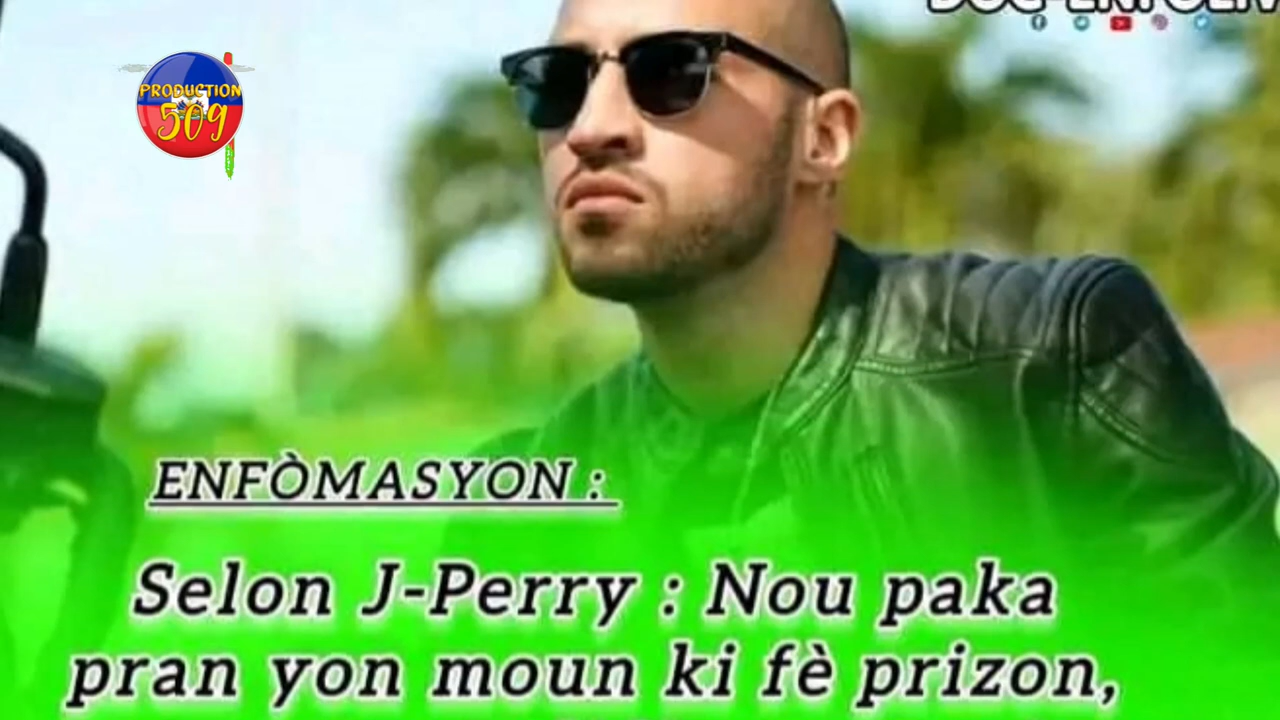 PRODUCTION
509
ENFÒMASYON :
Selon J-Perry : Nou paka
pran yon moun ki fè prizon,